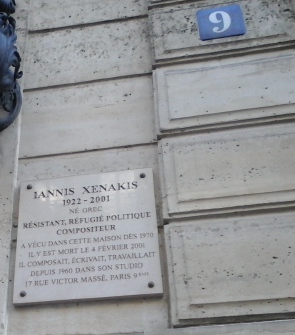 9
IANNIS XENAKIS
1922 - 2001
NÉ GREC
RÉSISTANT, RÉFUGIÉ POLITIQUE
COMPOSITEUR
A VÉCU DANS CETTE MAISON DÈS 1970
IL Y EST MORT LE 4 FÉVRIER 2001
IL COMPOSAIT, ÉCRIVAIT, TRAVAILLAIT
DEPUIS 1960 DANS SON STUDIO
17 RUE VICTOR MASSÉ, PARIS 9ÈME